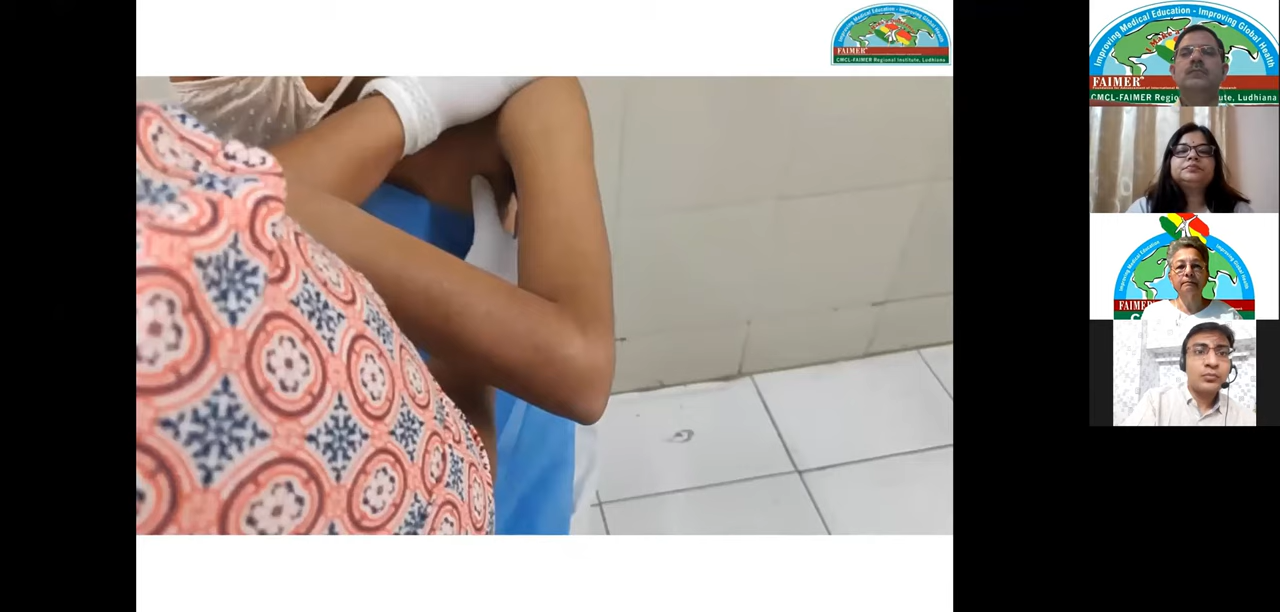 Improving Medical Education - Improving Global Health
FAIMER
CMCL-FAIMER Regional Institute, Ludhiana
Improving Medical Education - Improving Global Health
FAIMER
CMCL-FAIMER Regio
ute, Ludhiana
Improving Medical Education
Improving Global Health
FAIMER